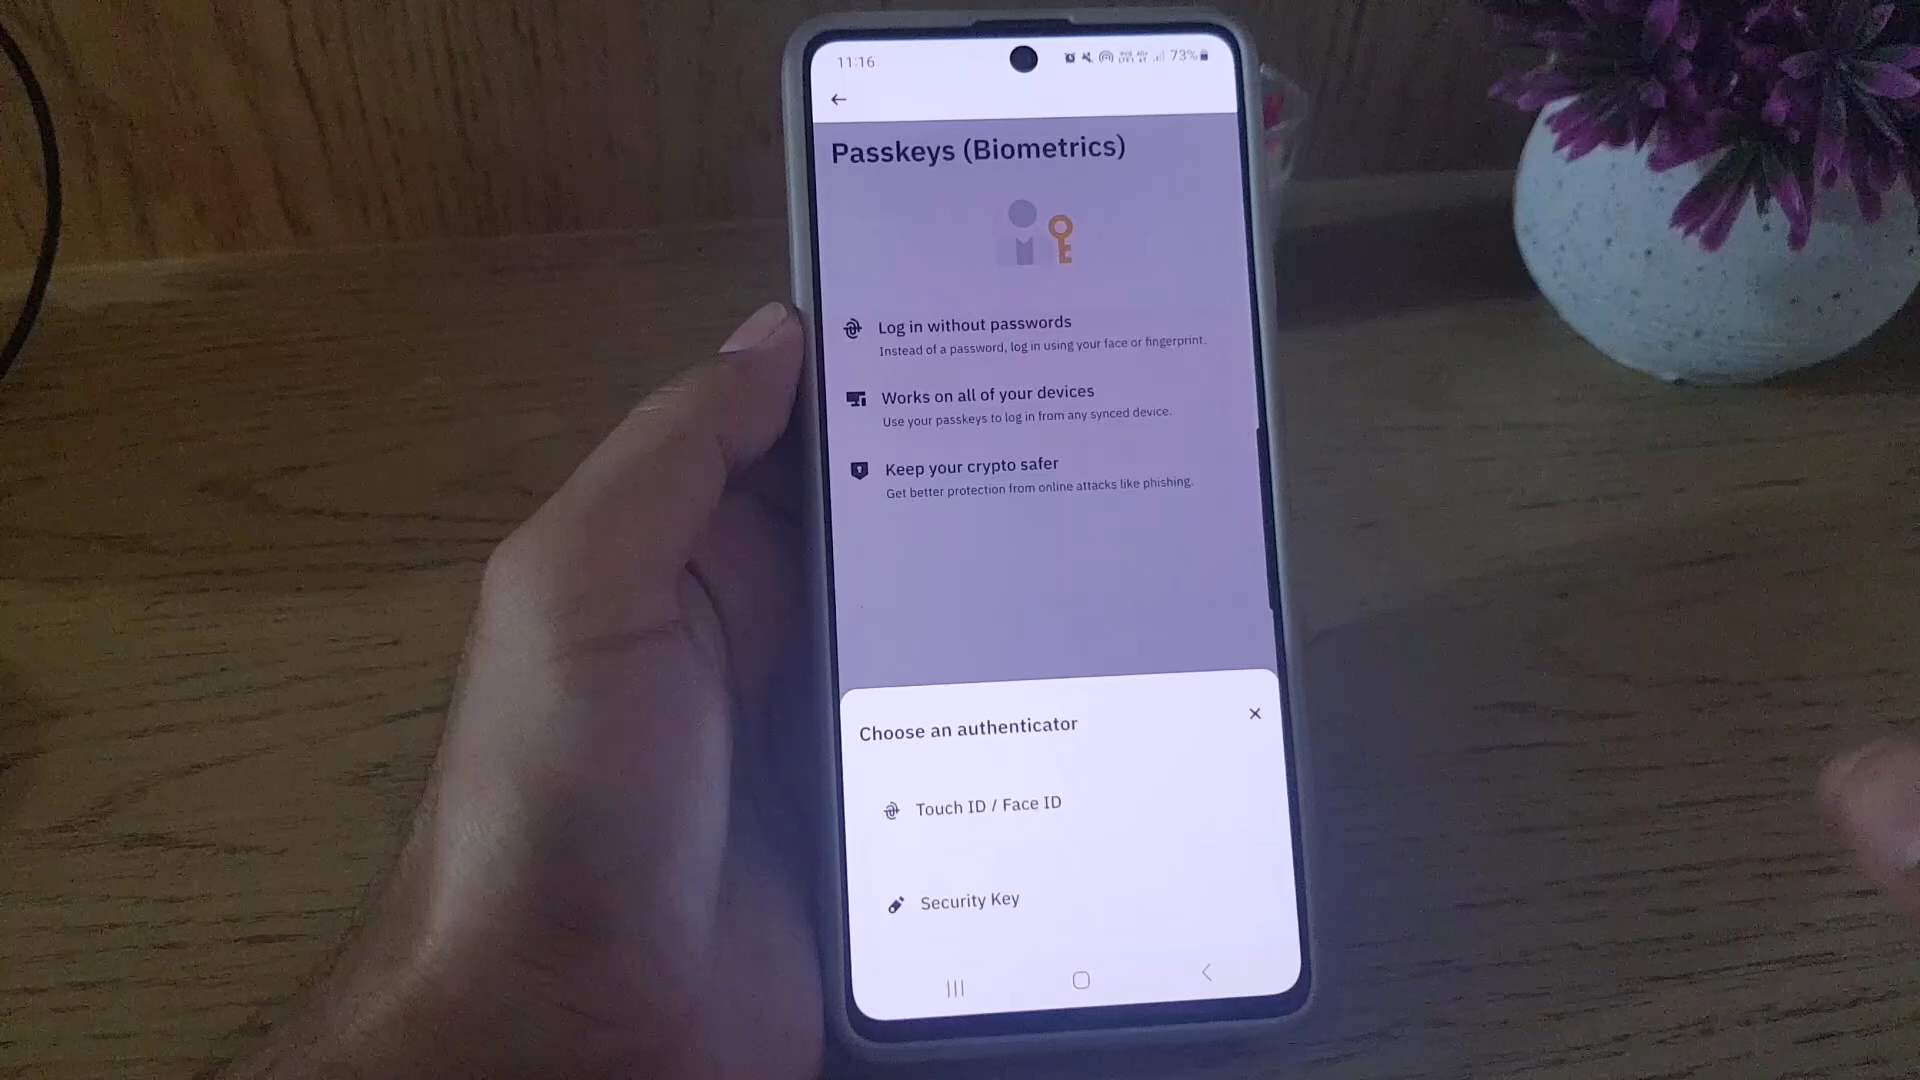 11:16
73%
Passkeys (Biometrics)
Log in without passwords
Instead of a password, log in using your face or fingerprint.
Works on all of your devices
Use your passkeys to log in from any synced device.
Keep your crypto safer
Get better protection from online attacks like phishing.
Choose an authenticator
Touch ID / Face ID
Security Key